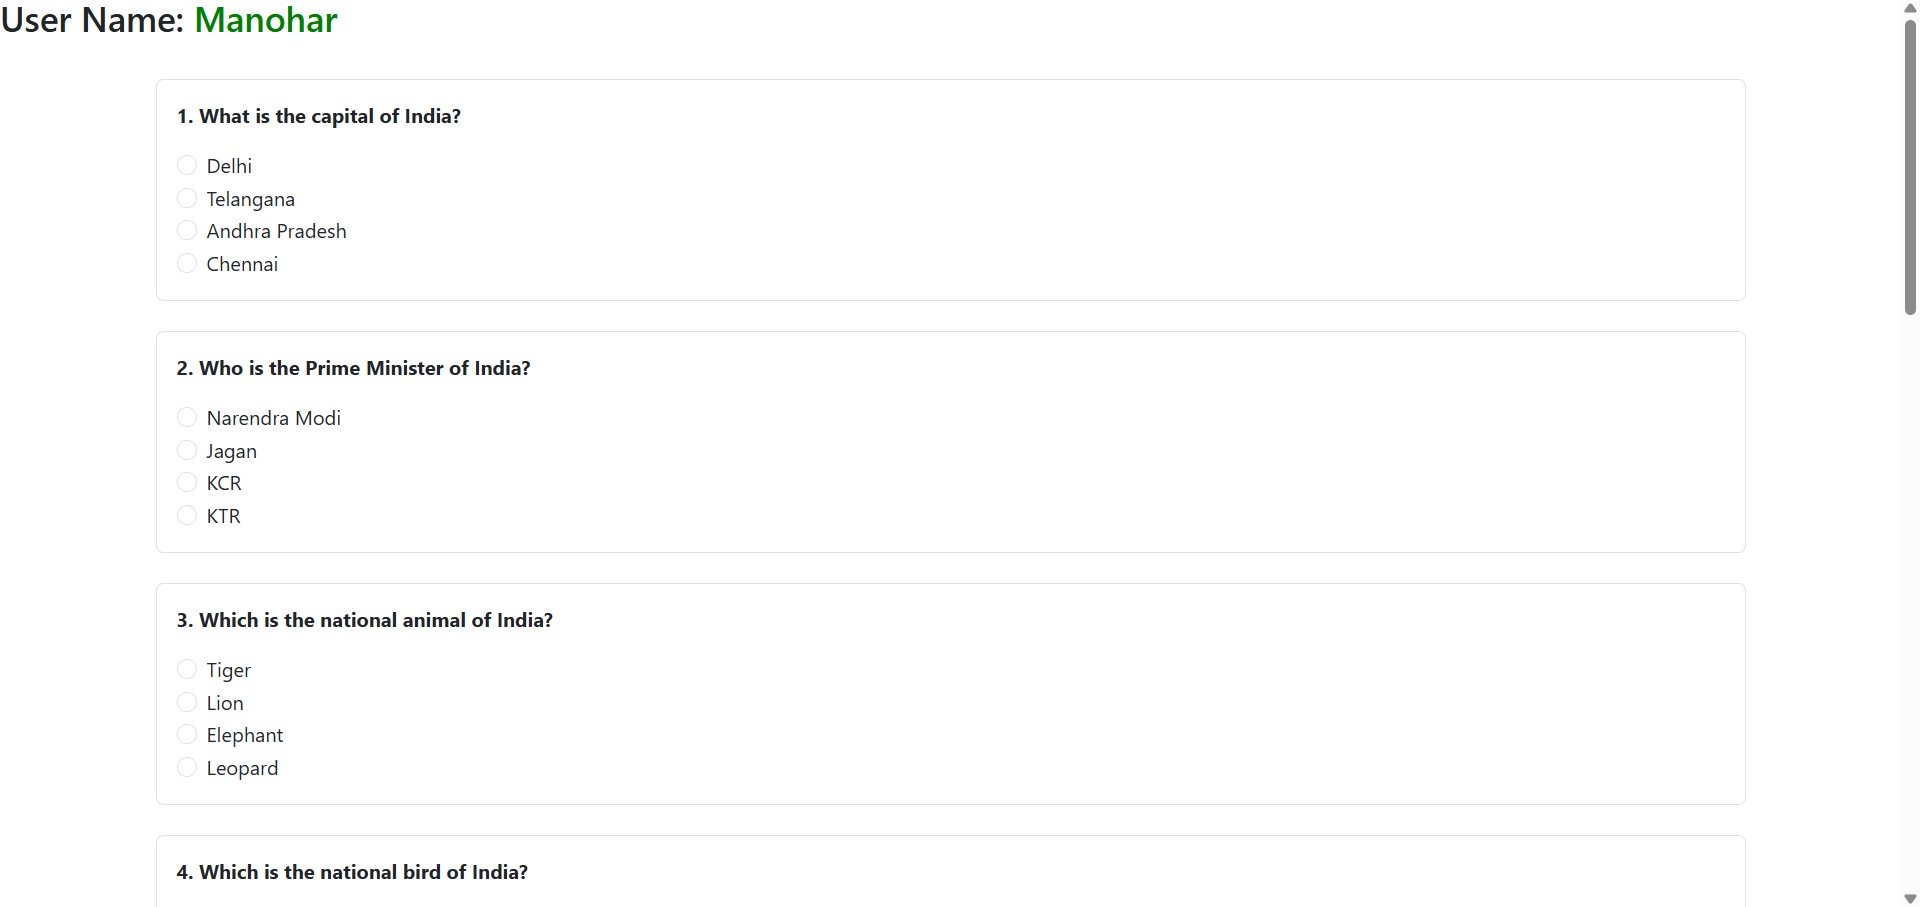 User Name: Manohar
1. What is the capital of India?
Delhi
Telangana
Andhra Pradesh
Chennai
2. Who is the Prime Minister of India?
Narendra Modi
Jagan
KCR
KTR
3. Which is the national animal of India?
Tiger
Lion
Elephant
Leopard
4. Which is the national bird of India?